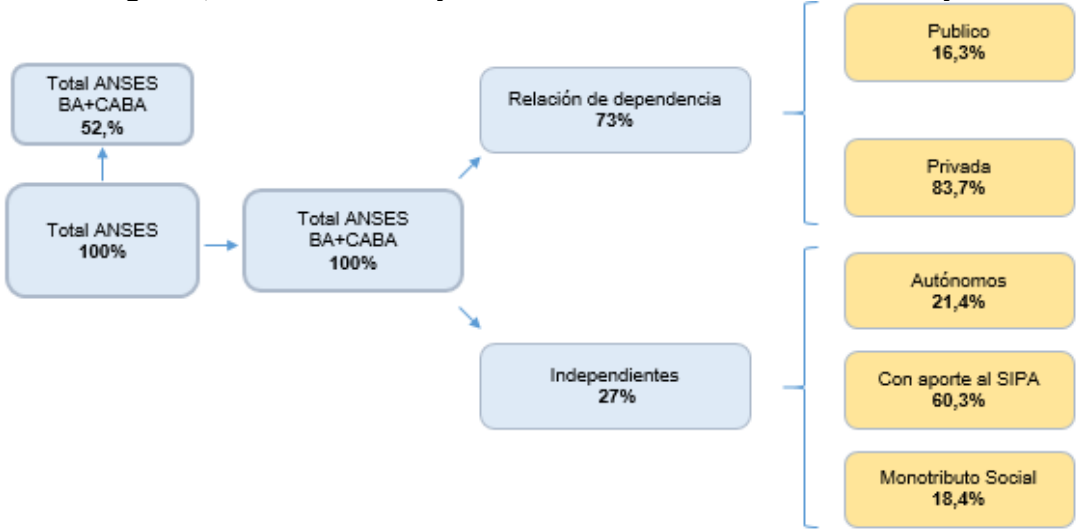 Total ANSES
BA+CABA
52,%
Total ANSES
100%
Total ANSES
BA+CABA
100%
Relación de dependencia
73%
Publico
16,3%
Privada
83,7%
Independientes
27%
Autónomos
21,4%
Con aporte al SIPA
60,3%
Monotributo Social
18,4%